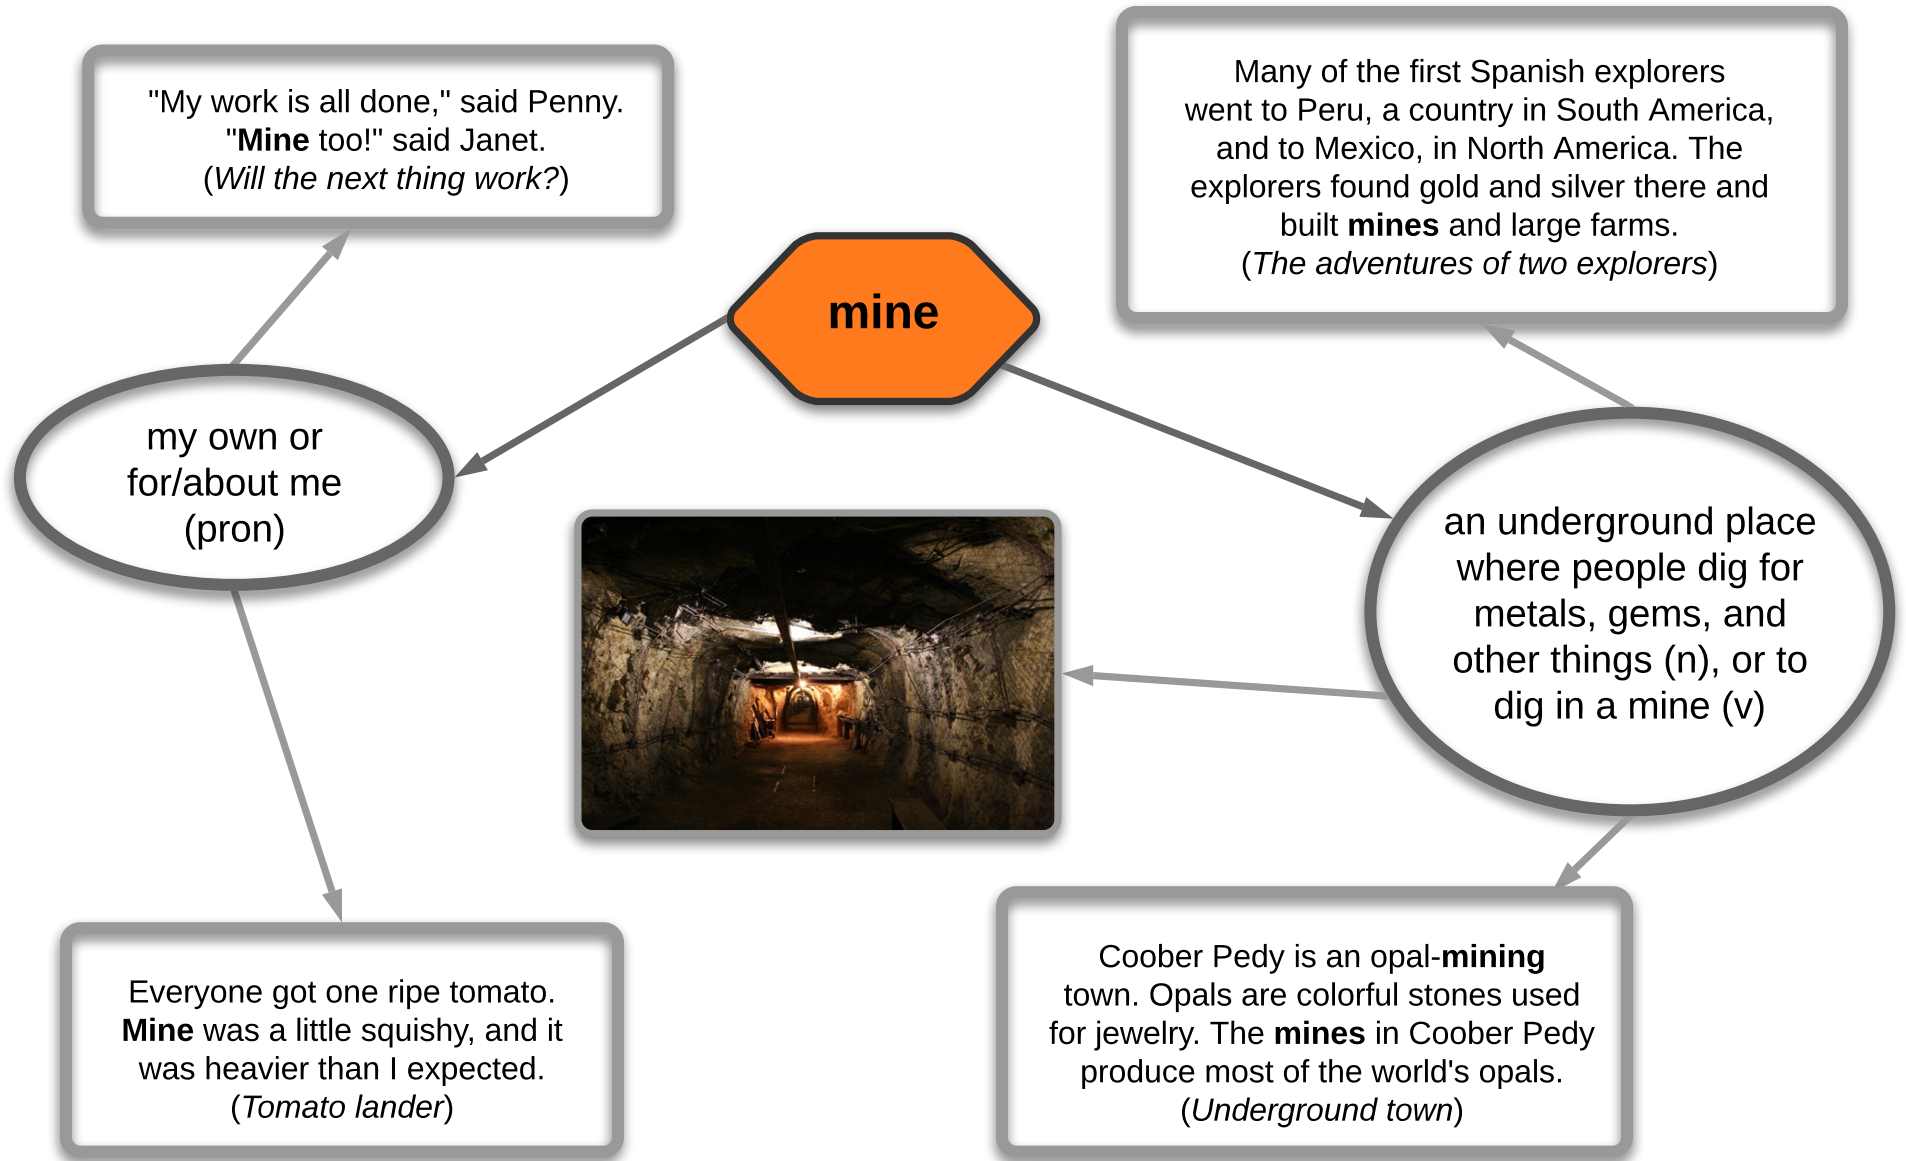 "My work is all done," said Penny.
"Mine too!" said Janet.
(Will the next thing work?)
Many of the first Spanish explorers
went to Peru, a country in South America,
and to Mexico, in North America. The
explorers found gold and silver there and
built mines and large farms.
(The adventures of two explorers)
mine
my own or
for/about me
(pron)
an underground place
where people dig for
metals, gems, and
other things (n), or to
dig in a mine (v)
Everyone got one ripe tomato.
Mine was a little squishy, and it
was heavier than I expected.
(Tomato lander)
Coober Pedy is an opal-mining
town. Opals are colorful stones used
for jewelry. The mines in Coober Pedy
produce most of the world's opals.
(Underground town)